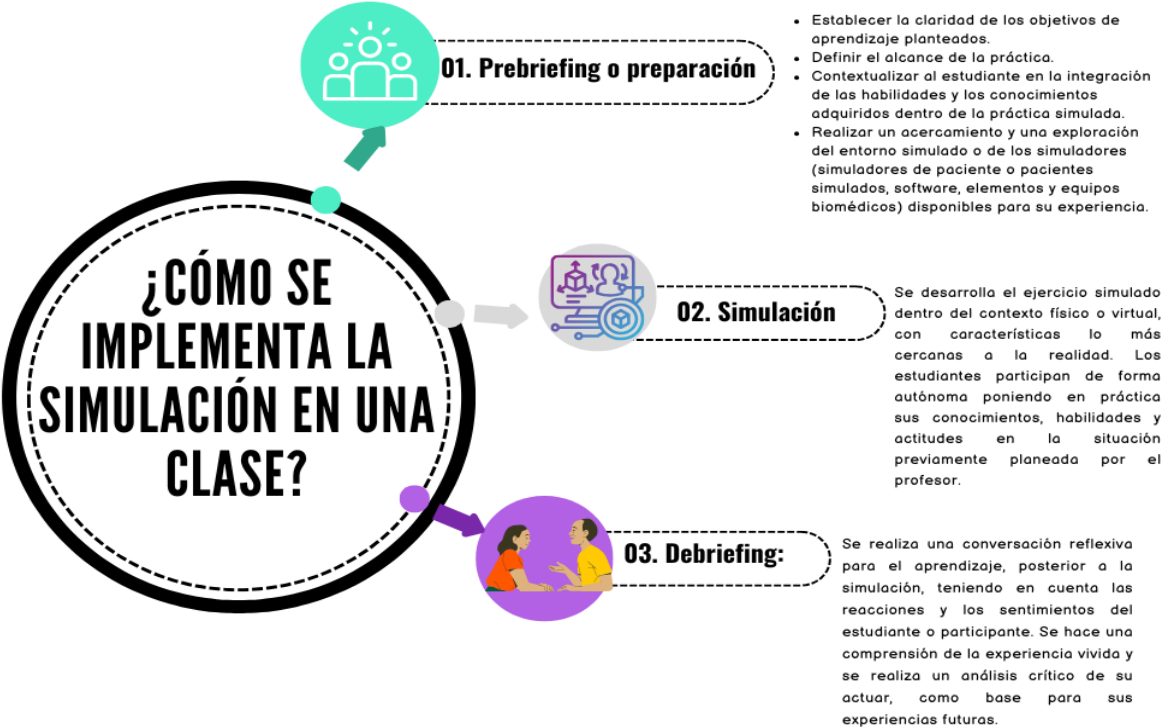 ¿CÓMO SE
IMPLEMENTA LA
SIMULACIÓN EN UNA
CLASE?
01. Prebriefing o preparación
• Establecer la claridad de los objetivos de
aprendizaje planteados.
• Definir el alcance de la práctica.
• Contextualizar al estudiante en la integración
de las habilidades y los conocimientos
adquiridos dentro de la práctica simulada.
• Realizar un acercamiento y una exploración
del entorno simulado o de los simuladores
(simuladores de paciente o pacientes
simulados, software, elementos y equipos
biomédicos) disponibles para su experiencia.
02. Simulación
Se desarrolla el ejercicio simulado
dentro del contexto físico o virtual,
con características lo más
cercanas a la realidad. Los
estudiantes participan de forma
autónoma poniendo en práctica
sus conocimientos, habilidades y
actitudes en la situación
previamente planeada por el
profesor.
03. Debriefing:
Se realiza una conversación reflexiva
para el aprendizaje, posterior a la
simulación, teniendo en cuenta las
reacciones y los sentimientos del
estudiante o participante. Se hace una
comprensión de la experiencia vivida y
se realiza un análisis crítico de su
actuar, como base para sus
experiencias futuras.